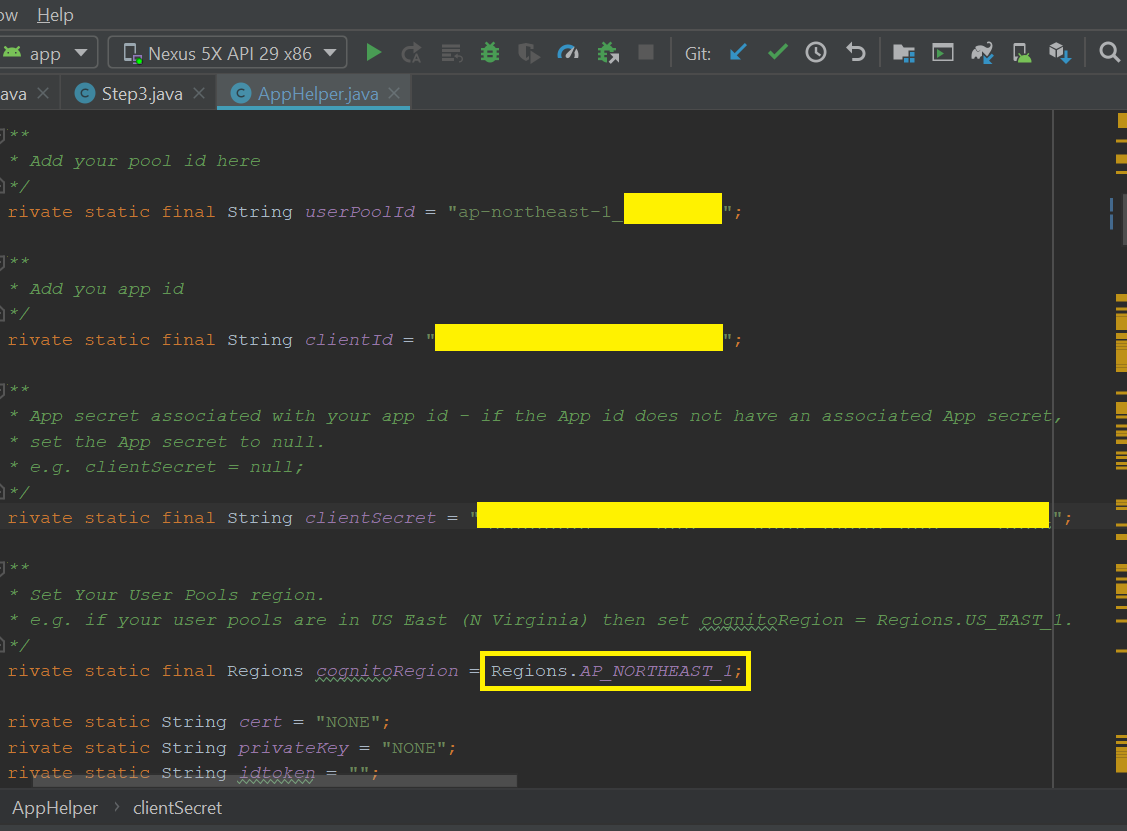 ow Help
app Nexus 5X API 29 x86 Git:
ava Step3.java AppHelper.java
**
* Add your pool id here
*/
rivate static final String userPoolId = "ap-northeast-1_ ";
**
* Add you app id
*/
rivate static final String clientId = " ";
**
* App secret associated with your app id - if the App id does not have an associated App secret,
* set the App secret to null.
* e.g. clientSecret = null;
*/
rivate static final String clientSecret = " ";
**
* Set Your User Pools region.
* e.g. if your user pools are in US East (N Virginia) then set cognitoRegion = Regions.US_EAST_1.
*/
rivate static final Regions cognitoRegion = Regions.AP_NORTHEAST_1;
rivate static String cert = "NONE";
rivate static String privateKey = "NONE";
rivate static String idtoken = "";
AppHelper › clientSecret